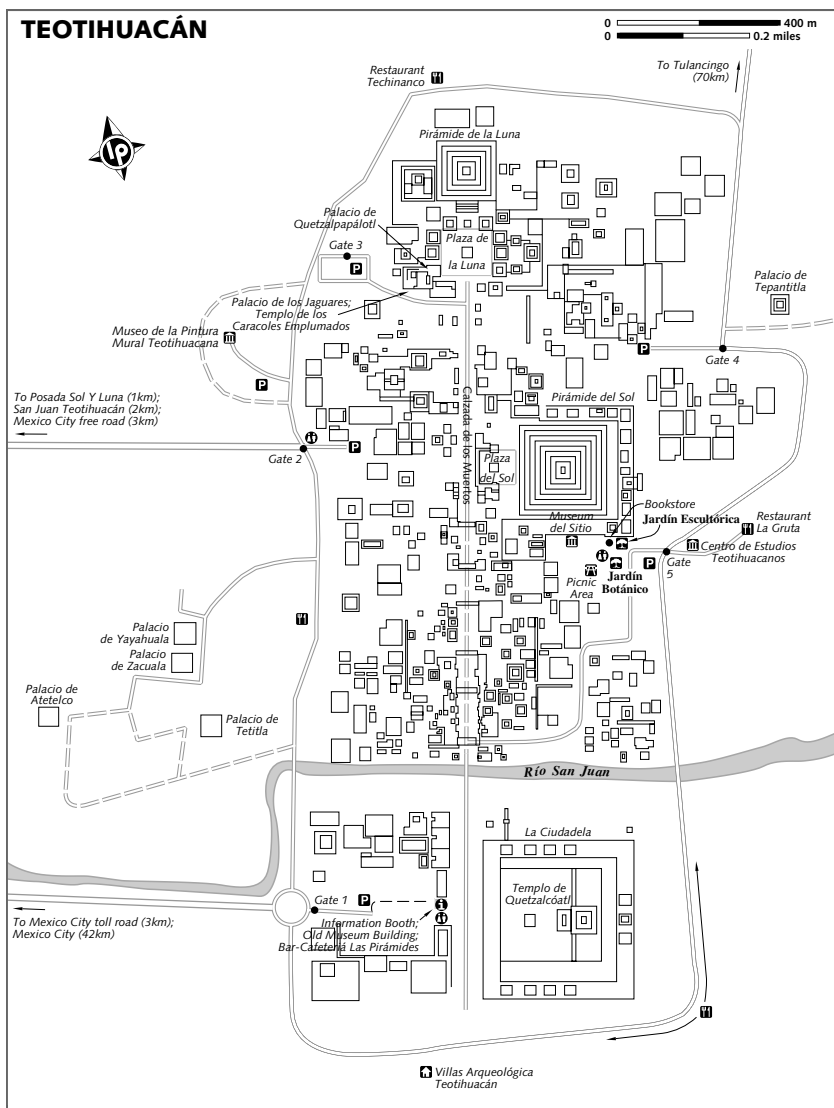 TEOTIHUACÁN
0 400 m
0 0.2 miles
To Tulancingo
(70km)
Restaurant
Techinanco
lp
Pirámide de la Luna
Palacio de
Quetzalpapálotl
Gate 3
Plaza de
la Luna
P
Palacio de
Tepantitla
Palacio de los Jaguares;
Templo de los
Caracoles Emplumados
Museo de la Pintura
Mural Teotihuacana
P
Gate 4
P
To Posada Sol Y Luna (1km);
San Juan Teotihuacán (2km);
Mexico City free road (3km)
Pirámide del Sol
Calzada de los Muertos
P
Gate 2
Plaza
del Sol
Bookstore
Museum
del Sitio
Jardín Escultórica
Restaurant
La Gruta
Centro de Estudios
Teotihuacanos
P
Gate
5
Picnic
Area
Jardín
Botánico
Palacio
de Yayahuala
Palacio
de Zacuala
Palacio de
Atetelco
Palacio de
Tetitla
Río San Juan
La Ciudadela
Templo de
Quetzalcóatl
Gate 1
P
i
To Mexico City toll road (3km);
Mexico City (42km)
Information Booth;
Old Museum Building;
Bar-Cafeteriá Las Pirámides
Villas Arqueológica
Teotihuacán